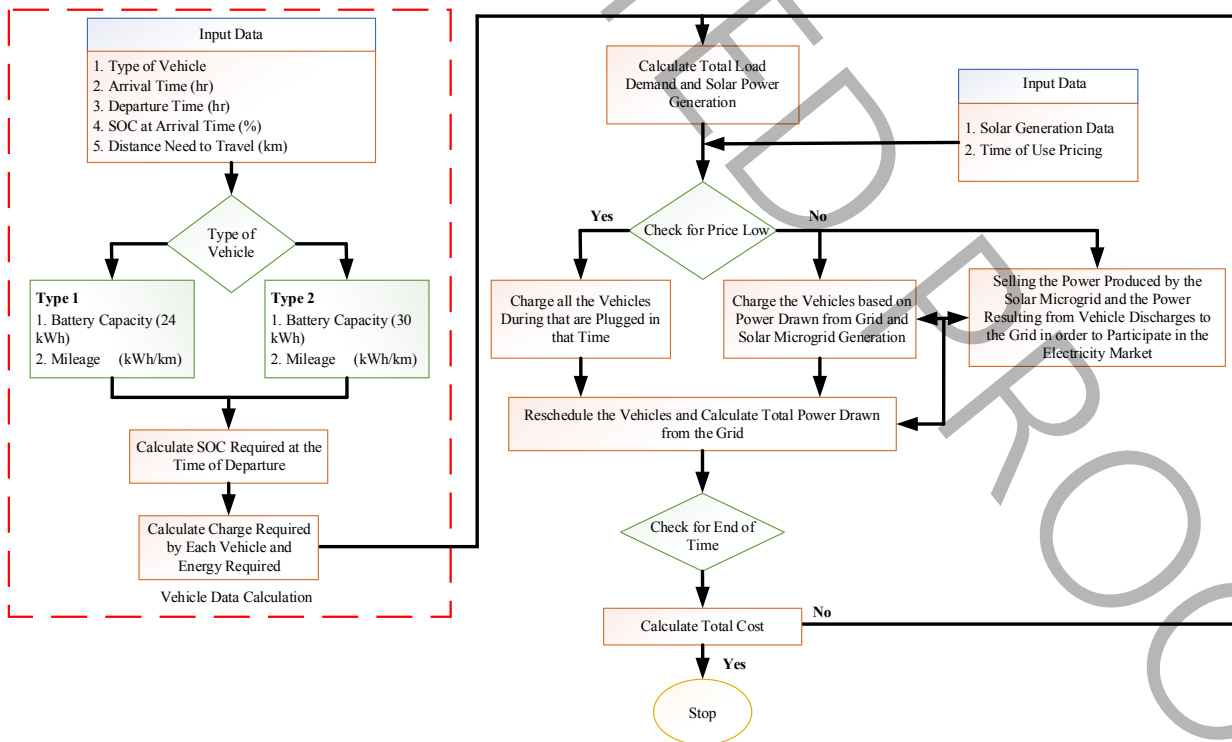 Input Data
1. Type of Vehicle
2. Arrival Time (hr)
3. Departure Time (hr)
4. SOC at Arrival Time (%)
5. Distance Need to Travel (km)
Type of
Vehicle
Type 1
1. Battery Capacity (24
kWh)
2. Mileage (kWh/km)
Type 2
1. Battery Capacity (30
kWh)
2. Mileage (kWh/km)
Calculate SOC Required at the
Time of Departure
Calculate Charge Required
by Each Vehicle and
Energy Required
Vehicle Data Calculation
Calculate Total Load
Demand and Solar Power
Generation
Input Data
1. Solar Generation Data
2. Time of Use Pricing
Yes
Check for Price Low
No
Charge all the Vehicles
During that are Plugged in
that Time
Charge the Vehicles based on
Power Drawn from Grid and
Solar Microgrid Generation
Selling the Power Produced by the
Solar Microgrid and the Power
Resulting from Vehicle Discharges to
the Grid in order to Participate in the
Electricity Market
Reschedule the Vehicles and Calculate Total Power Drawn
from the Grid
Check for End of
Time
Calculate Total Cost
No
Yes
Stop
ED PROO